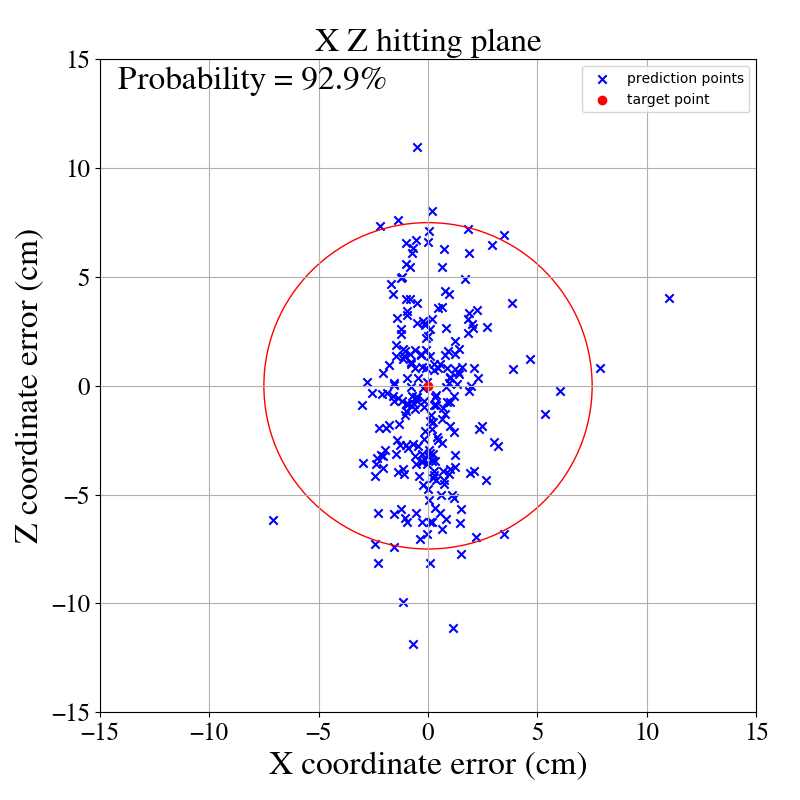 X Z hitting plane
Probability = 92.9%
prediction points
target point
Z coordinate error (cm)
15
10
5
0
−5
−10
−15
−15 −10 −5 0 5 10 15
X coordinate error (cm)